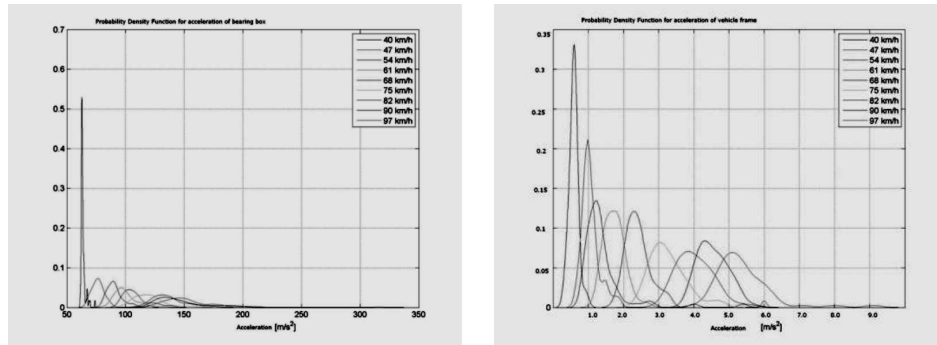 Probability Density Function for acceleration of bearing box
0.7
0.6
0.5
0.4
0.3
0.2
0.1
0
50
100
150
200
250
300
350
40 km/h
47 km/h
54 km/h
61 km/h
68 km/h
75 km/h
82 km/h
90 km/h
97 km/h
Acceleration [m/s²]
Probability Density Function for acceleration of vehicle frame
0.35
0.3
0.25
0.2
0.15
0.1
0.05
0
1.0
2.0
3.0
4.0
5.0
6.0
7.0
8.0
9.0
40 km/h
47 km/h
54 km/h
61 km/h
68 km/h
75 km/h
82 km/h
90 km/h
97 km/h
Acceleration [m/s²]